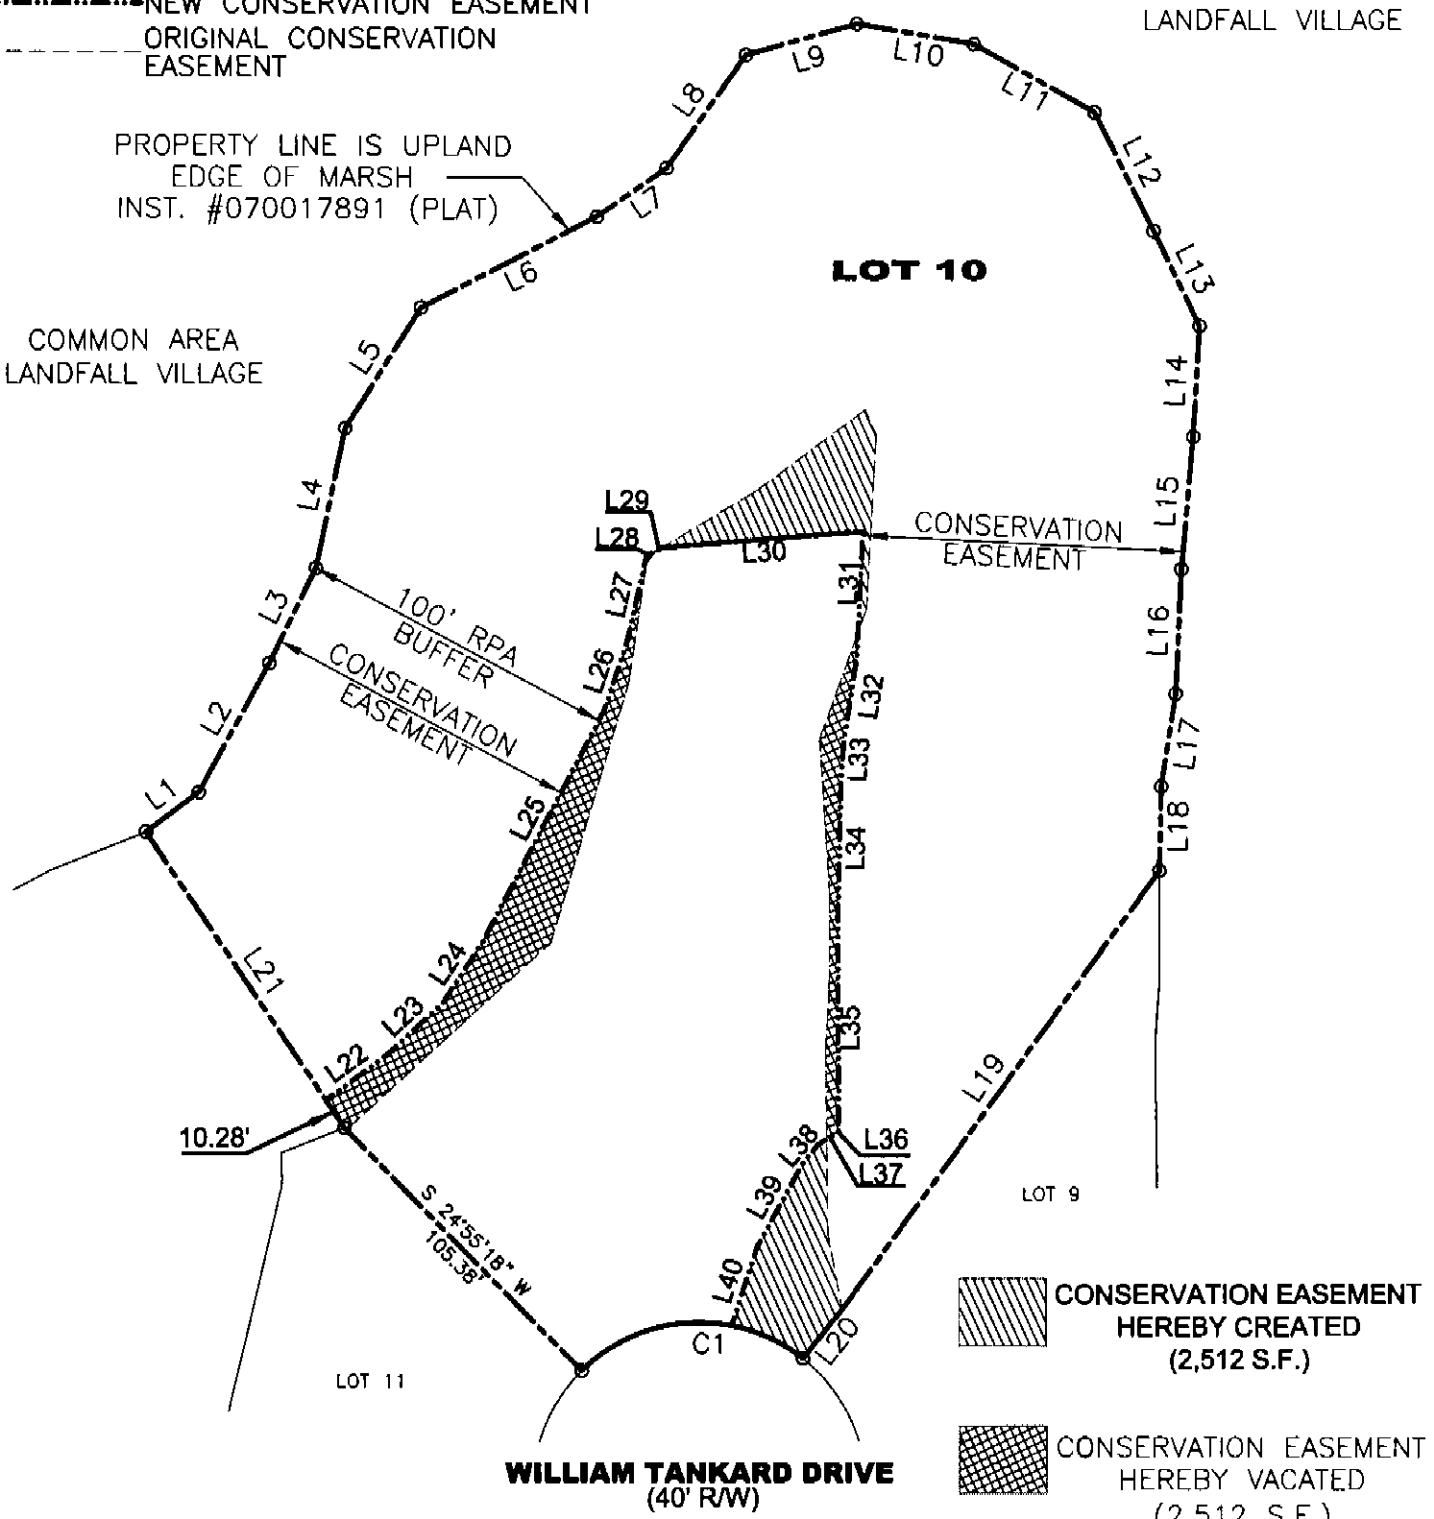 NEW CONSERVATION EASEMENT
ORIGINAL CONSERVATION
EASEMENT
LANDFALL VILLAGE
PROPERTY LINE IS UPLAND
EDGE OF MARSH
INST. #070017891 (PLAT)
COMMON AREA
LANDFALL VILLAGE
LOT 10
L1
L2
L3
L4
L5
L6
L7
L8
L9
L10
L11
L12
L13
L14
L15
L16
L17
L18
L19
L20
L21
L22
L23
L24
L25
L26
L27
L28
L29
L30
L31
L32
L33
L34
L35
L36
L37
L38
L39
L40
C1
100' RPA
BUFFER
CONSERVATION
EASEMENT
CONSERVATION
EASEMENT
10.28'
S 24°55'18" W
105.38'
LOT 9
LOT 11
WILLIAM TANKARD DRIVE
(40' R/W)
CONSERVATION EASEMENT
HEREBY CREATED
(2,512 S.F.)
CONSERVATION EASEMENT
HEREBY VACATED
(2,512 S.F.)